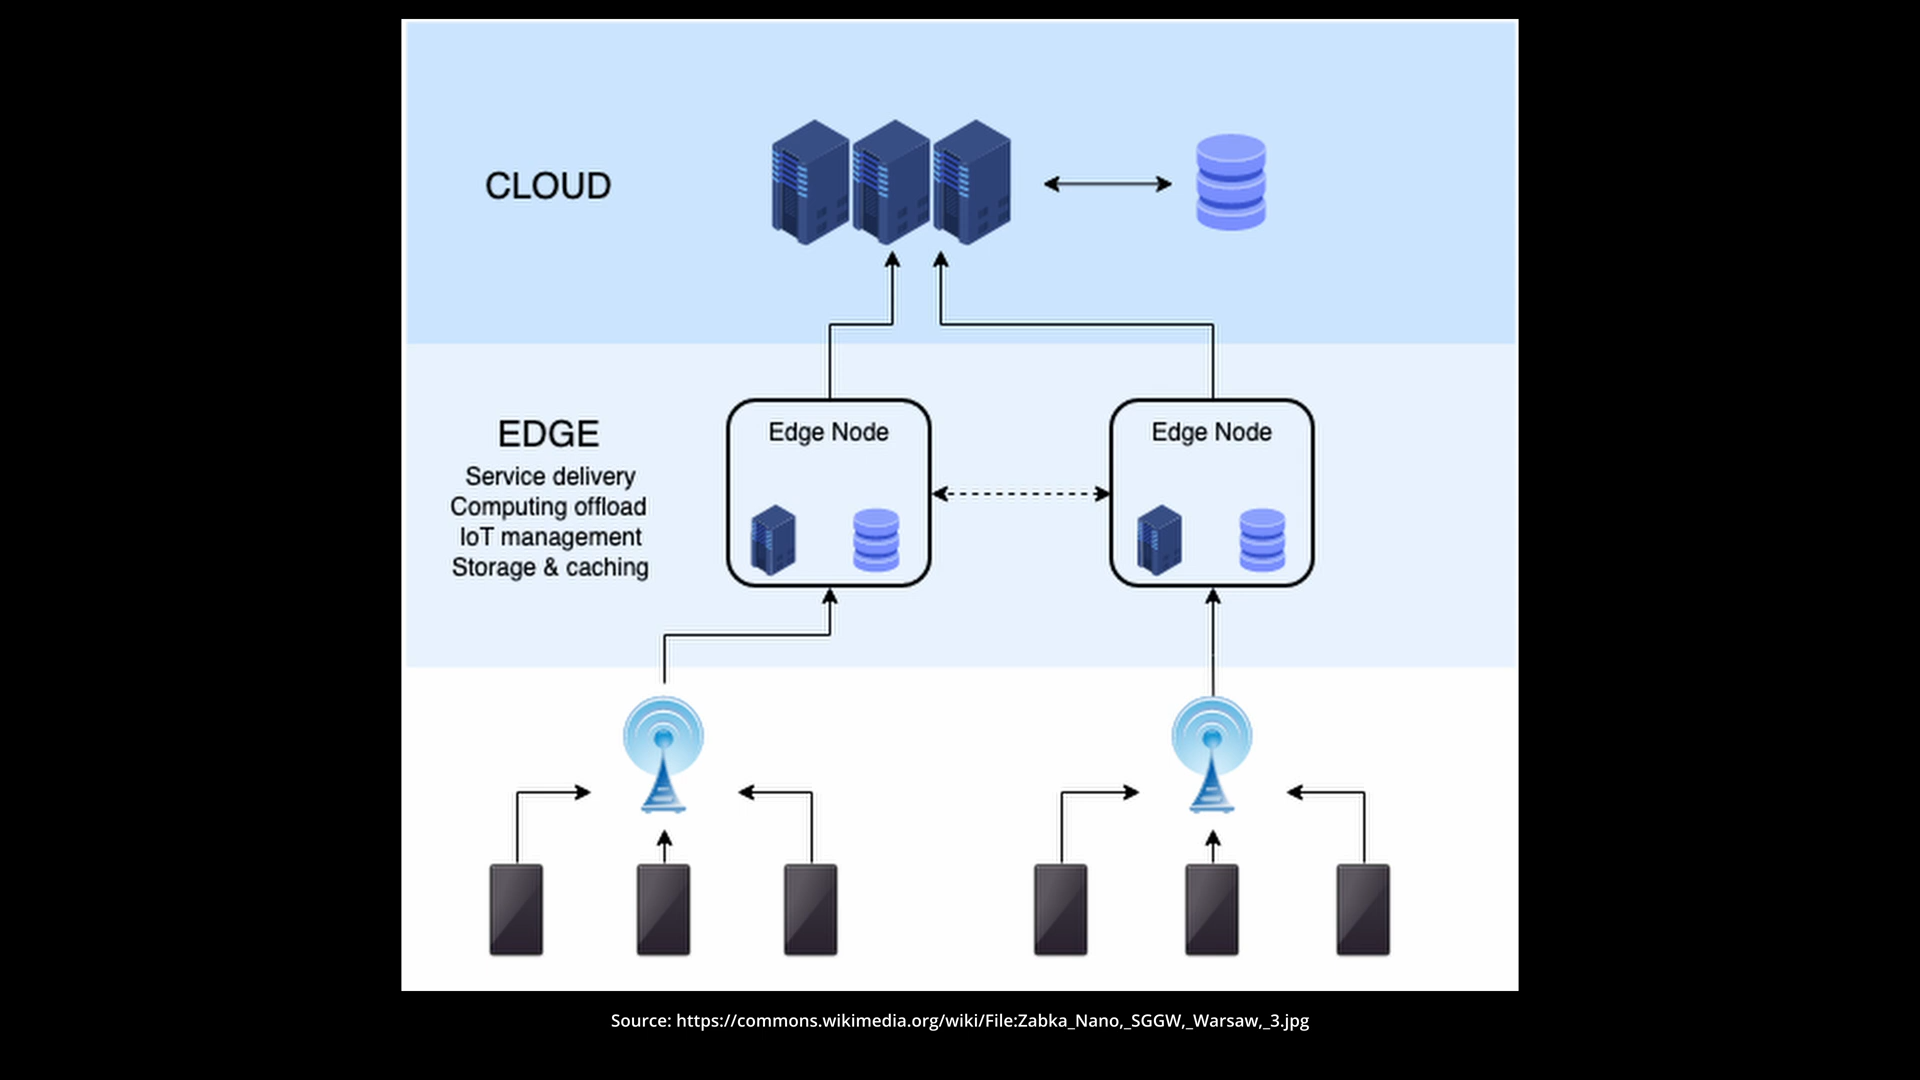 CLOUD
EDGE
Service delivery
Computing offload
IoT management
Storage & caching
Edge Node
Edge Node
Source: https://commons.wikimedia.org/wiki/File:Zabka_Nano,_SGGW,_Warsaw,_3.jpg